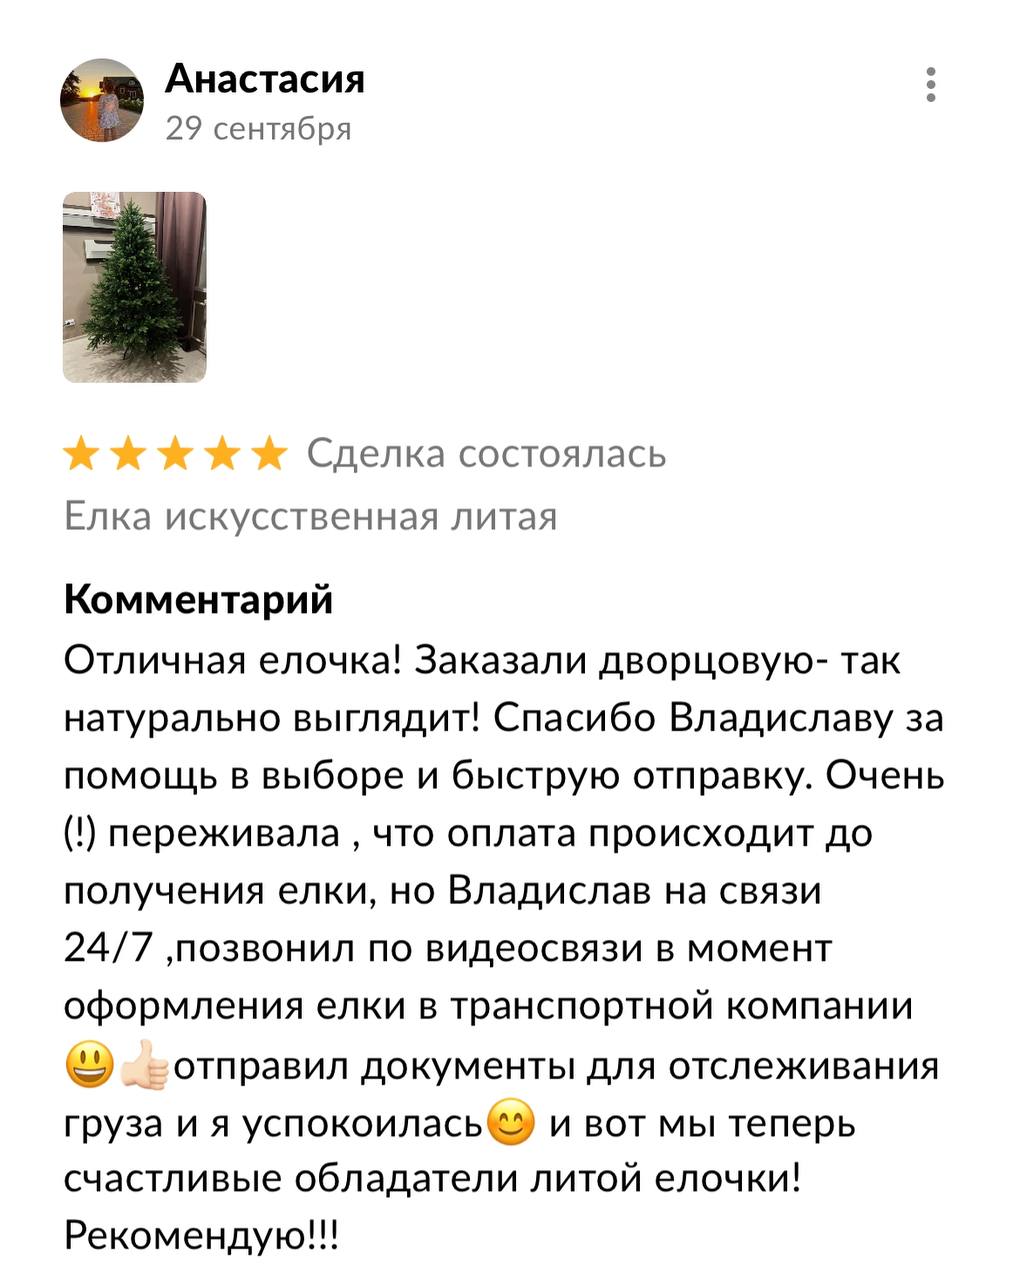 Анастасия
29 сентября
Сделка состоялась
Елка искусственная литая
Комментарий
Отличная елочка! Заказали дворцовую- так
натурально выглядит! Спасибо Владиславу за
помощь в выборе и быструю отправку. Очень
(!) переживала , что оплата происходит до
получения елки, но Владислав на связи
24/7 ,позвонил по видеосвязи в момент
оформления елки в транспортной компании
😃👍🏻отправил документы для отслеживания
груза и я успокоилась😊 и вот мы теперь
счастливые обладатели литой елочки!
Рекомендую!!!